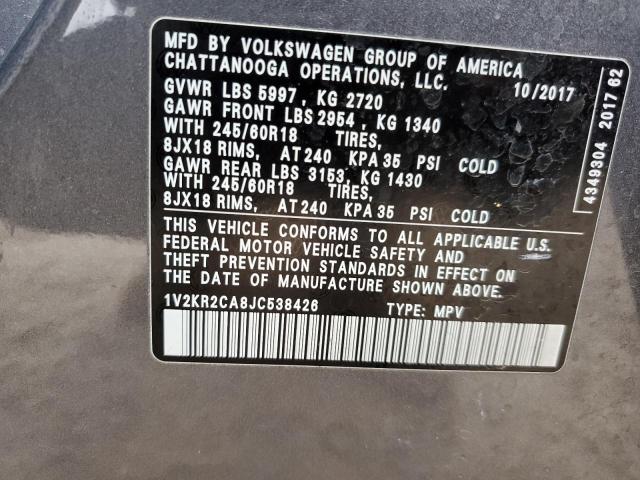 MFD BY VOLKSWAGEN GROUP OF AMERICA
CHATTANOOGA OPERATIONS, LLC.
10/2017
GVWR LBS 5997, KG 2720
GAWR FRONT LBS 2954, KG 1340
WITH 245/60R18 TIRES,
8JX18 RIMS, AT 240 KPA 35 PSI COLD
GAWR REAR LBS 3153, KG 1430
WITH 245/60R18 TIRES,
8JX18 RIMS, AT 240 KPA 35 PSI COLD
THIS VEHICLE CONFORMS TO ALL APPLICABLE U.S.
FEDERAL MOTOR VEHICLE SAFETY AND
THEFT PREVENTION STANDARDS IN EFFECT ON
THE DATE OF MANUFACTURE SHOWN ABOVE.
1V2KR2CA8JC538426 TYPE: MPV
4349304 2017 62